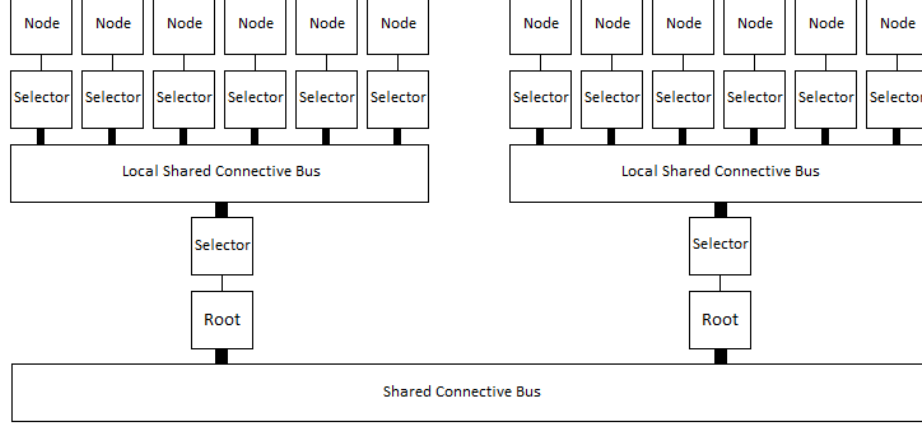 Node Node Node Node Node Node Node Node Node Node Node Node
Selector Selector Selector Selector Selector Selector Selector Selector Selector Selector Selector Selector
Local Shared Connective Bus Local Shared Connective Bus
Selector Selector
Root Root
Shared Connective Bus